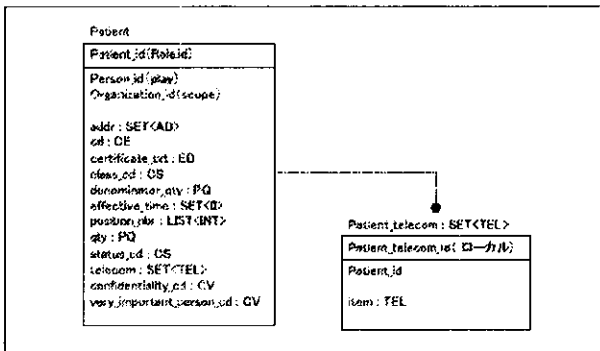 Patient
Patient_id(Role.id)
Person_id(play)
Organization_id(scope)
addr : SET<AD>
cd : CE
certificate_txt : ED
class_cd : CS
qty : PQ
effective_time : SET<II>
position_nbr : LIST<INT>
qty : PQ
status_cd : CS
telecom : SET<TEL>
confidentiality_cd : CV
very_important_person_cd : CV
Patient_telecom : SET<TEL>
Patient_telecom_id( ローカル)
Patient_id
item : TEL